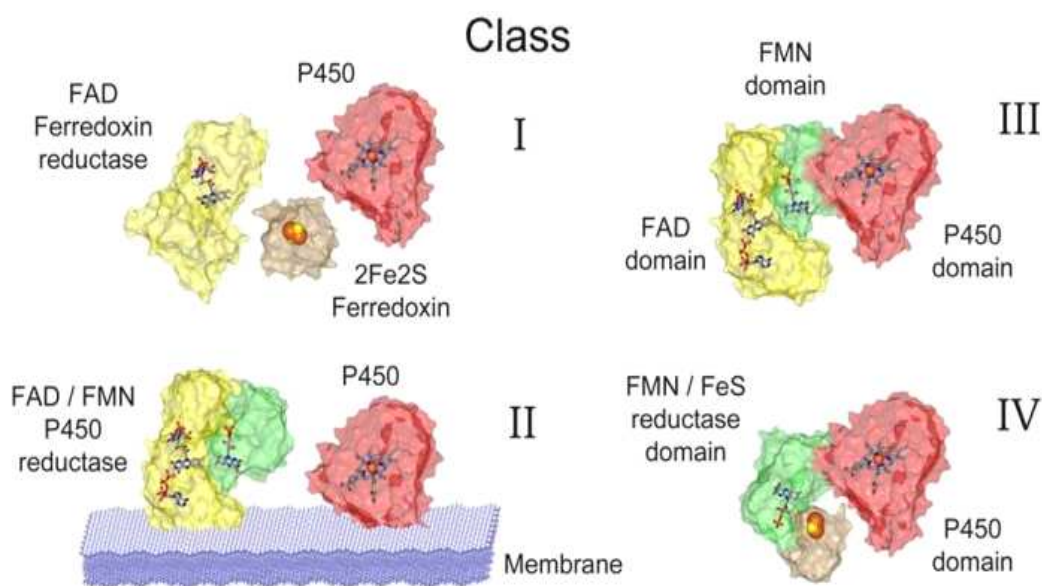 Class
FAD
Ferredoxin
reductase
P450
I
2Fe2S
Ferredoxin
FMN
domain
III
FAD
domain
P450
domain
FAD / FMN
P450
reductase
P450
II
Membrane
FMN / FeS
reductase
domain
IV
P450
domain